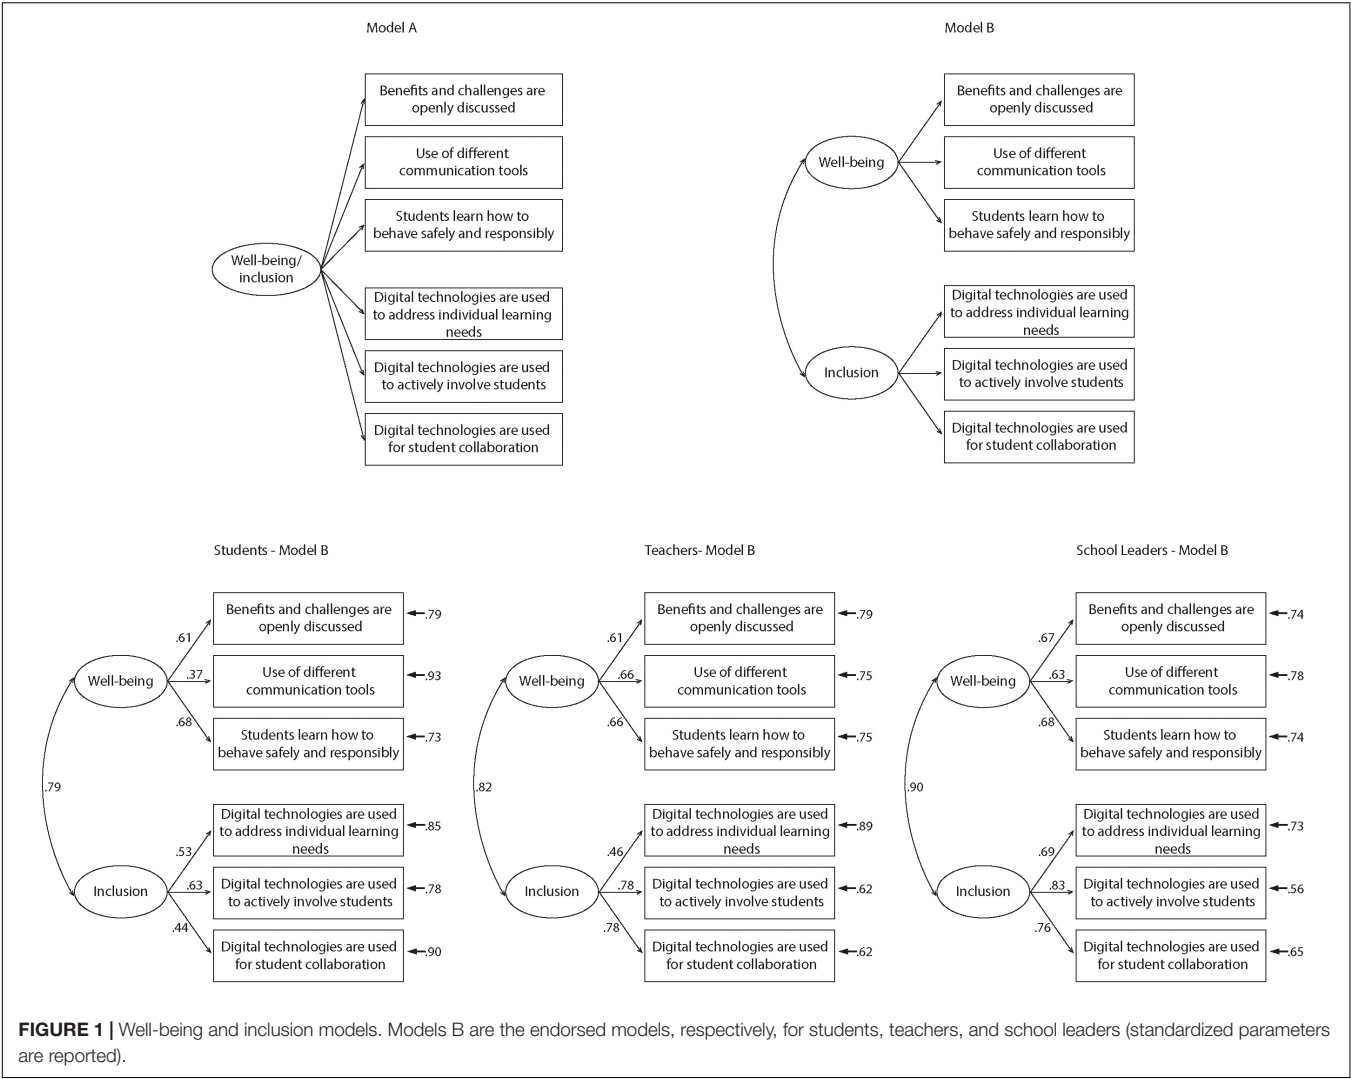 Model A
Benefits and challenges are
openly discussed
Use of different
communication tools
Students learn how to
behave safely and responsibly
Well-being/
inclusion
Digital technologies are used
to address individual learning
needs
Digital technologies are used
to actively involve students
Digital technologies are used
for student collaboration
Model B
Benefits and challenges are
openly discussed
Well-being
Use of different
communication tools
Students learn how to
behave safely and responsibly
Digital technologies are used
to address individual learning
needs
Inclusion
Digital technologies are used
to actively involve students
Digital technologies are used
for student collaboration
Students - Model B
Benefits and challenges are
openly discussed
.79
.61
Well-being
.37
Use of different
communication tools
.93
.68
Students learn how to
behave safely and responsibly
.73
.79
Digital technologies are used
to address individual learning
needs
.85
.53
Inclusion
.63
Digital technologies are used
to actively involve students
.78
.44
Digital technologies are used
for student collaboration
.90
Teachers- Model B
Benefits and challenges are
openly discussed
.79
.61
Well-being
.66
Use of different
communication tools
.75
.66
Students learn how to
behave safely and responsibly
.75
.82
Digital technologies are used
to address individual learning
needs
.89
.46
Inclusion
.78
Digital technologies are used
to actively involve students
.62
.78
Digital technologies are used
for student collaboration
.62
School Leaders - Model B
Benefits and challenges are
openly discussed
.74
.67
Well-being
.63
Use of different
communication tools
.78
.68
Students learn how to
behave safely and responsibly
.74
.90
Digital technologies are used
to address individual learning
needs
.73
.69
Inclusion
.83
Digital technologies are used
to actively involve students
.56
.76
Digital technologies are used
for student collaboration
.65
FIGURE 1 | Well-being and inclusion models. Models B are the endorsed models, respectively, for students, teachers, and school leaders (standardized parameters
are reported).